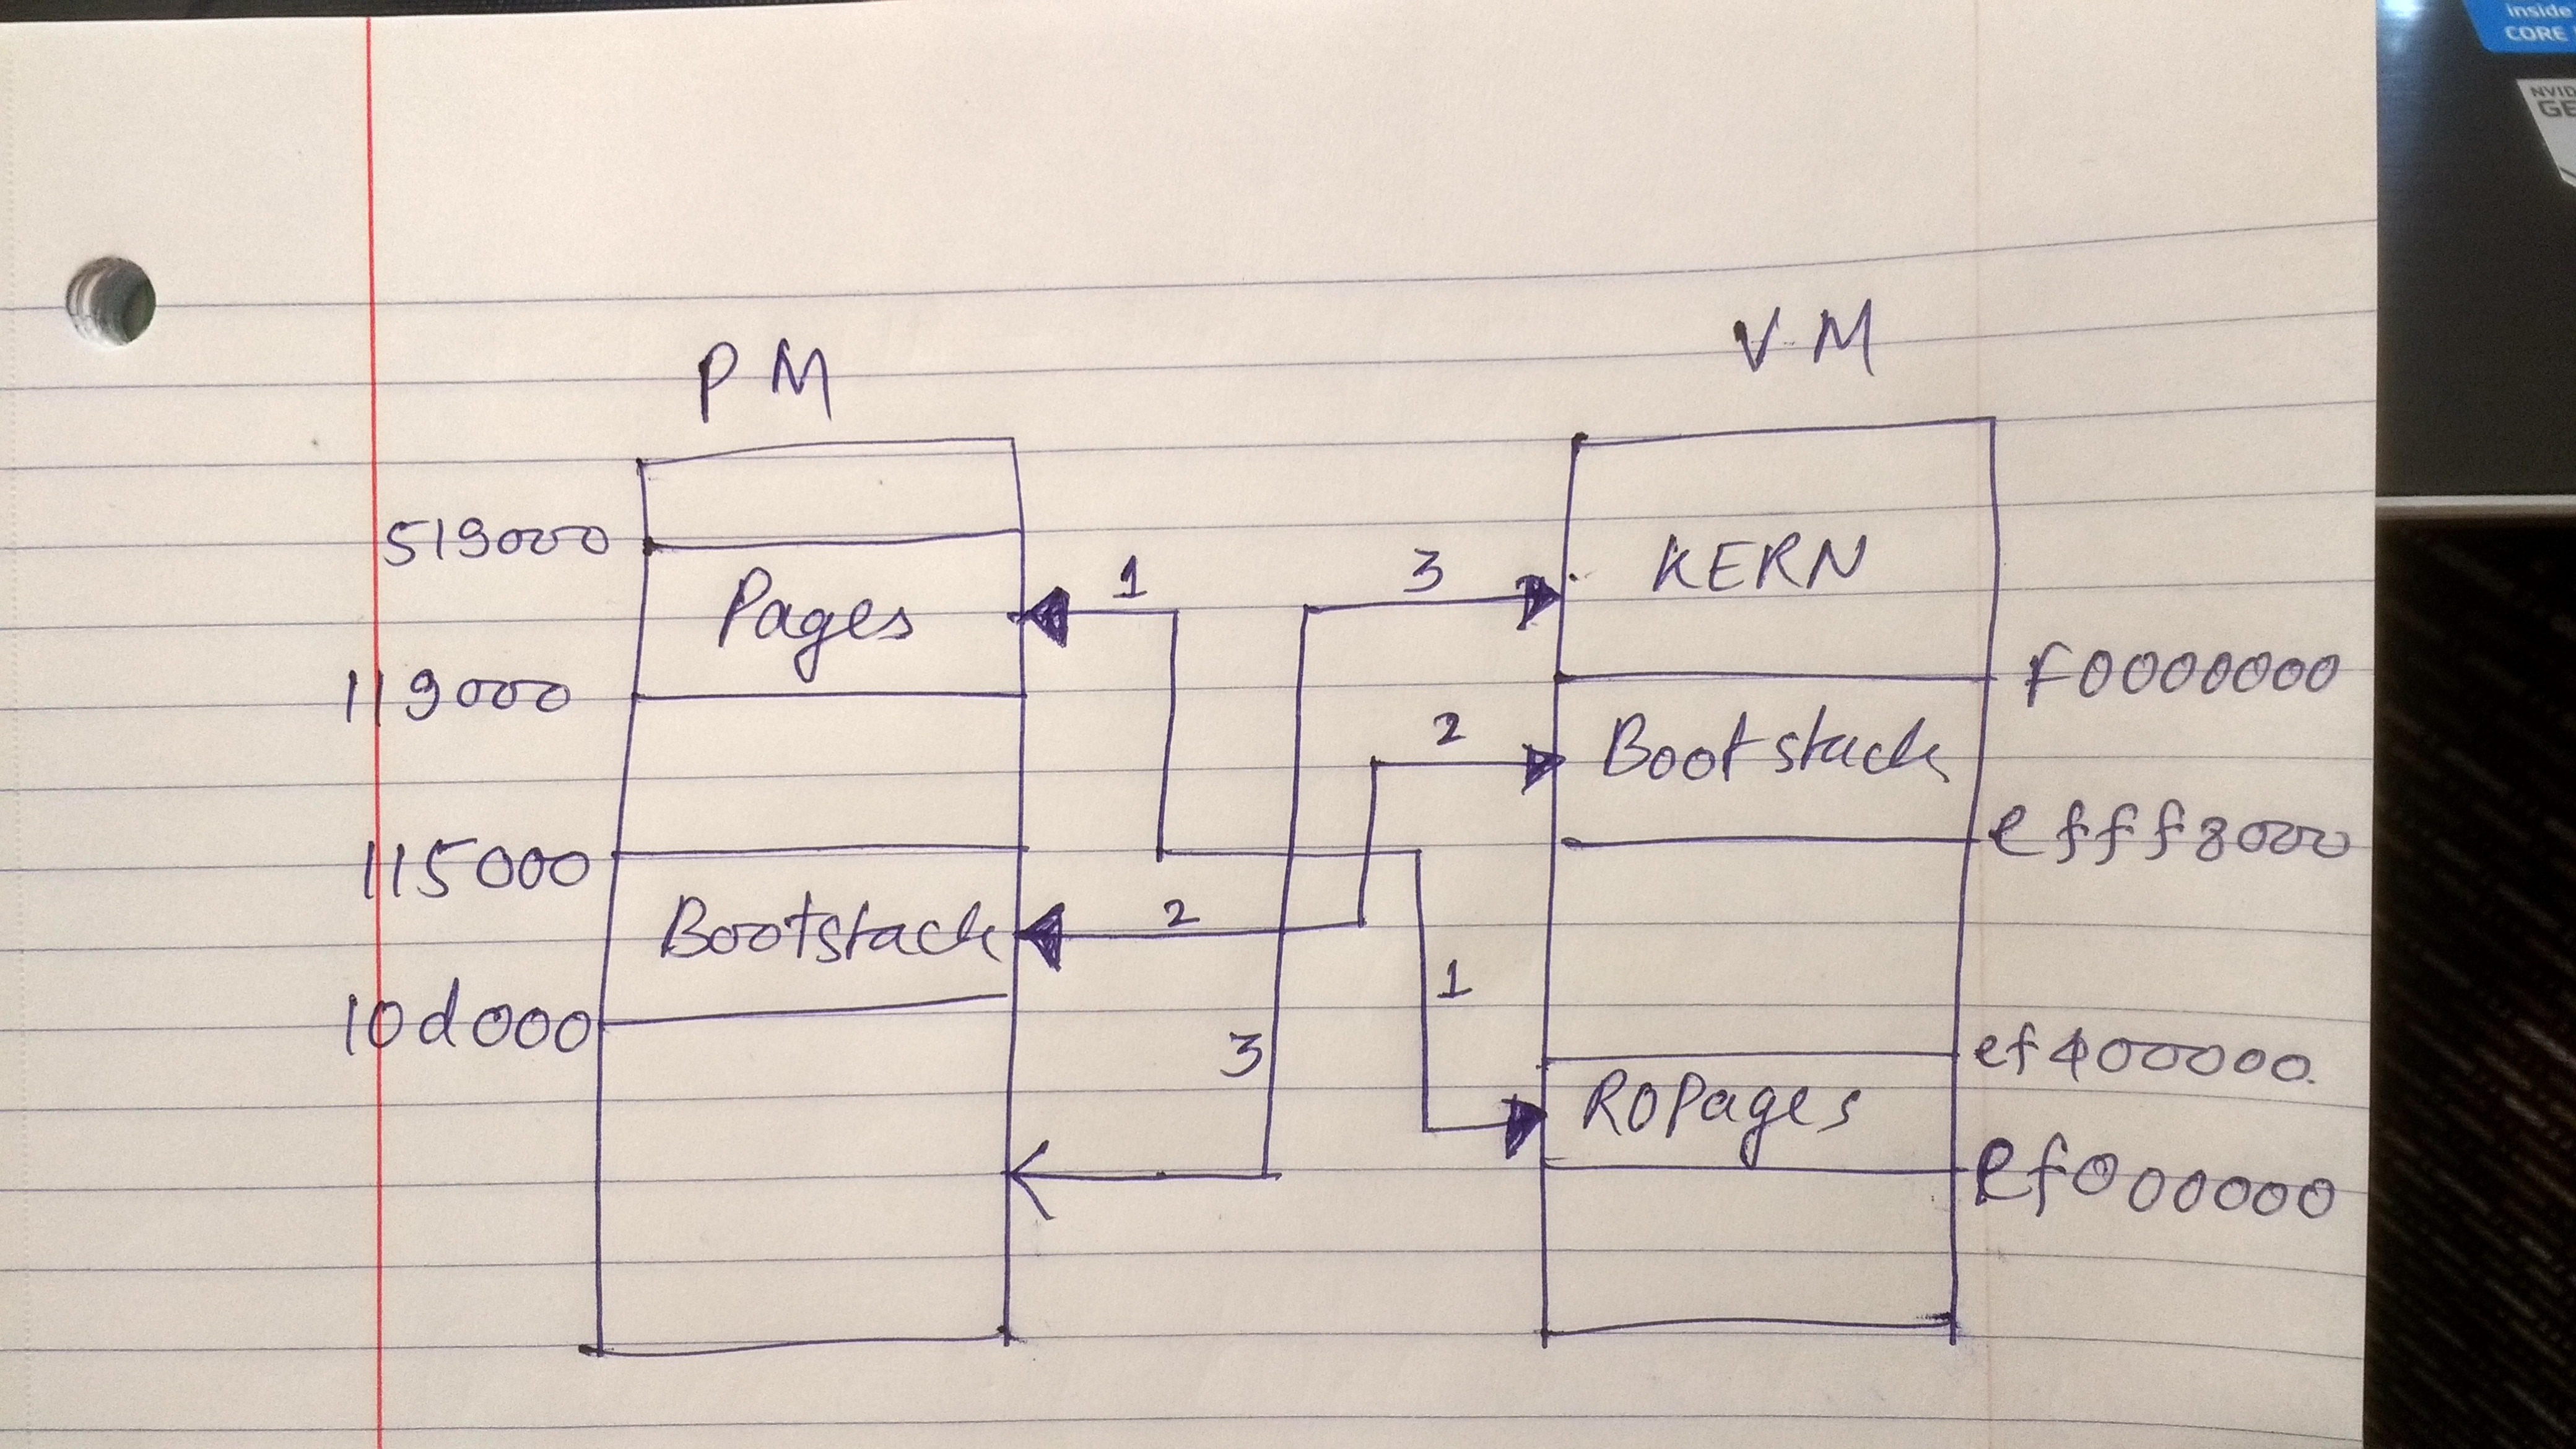 inside
CORE
NVID
GE
PM
VM
519000
Pages
1
3
KERN
119000
f0000000
2
Bootstack
115000
efff8000
Bootstack
2
1
10d000
3
ef400000
ROPages
ef000000